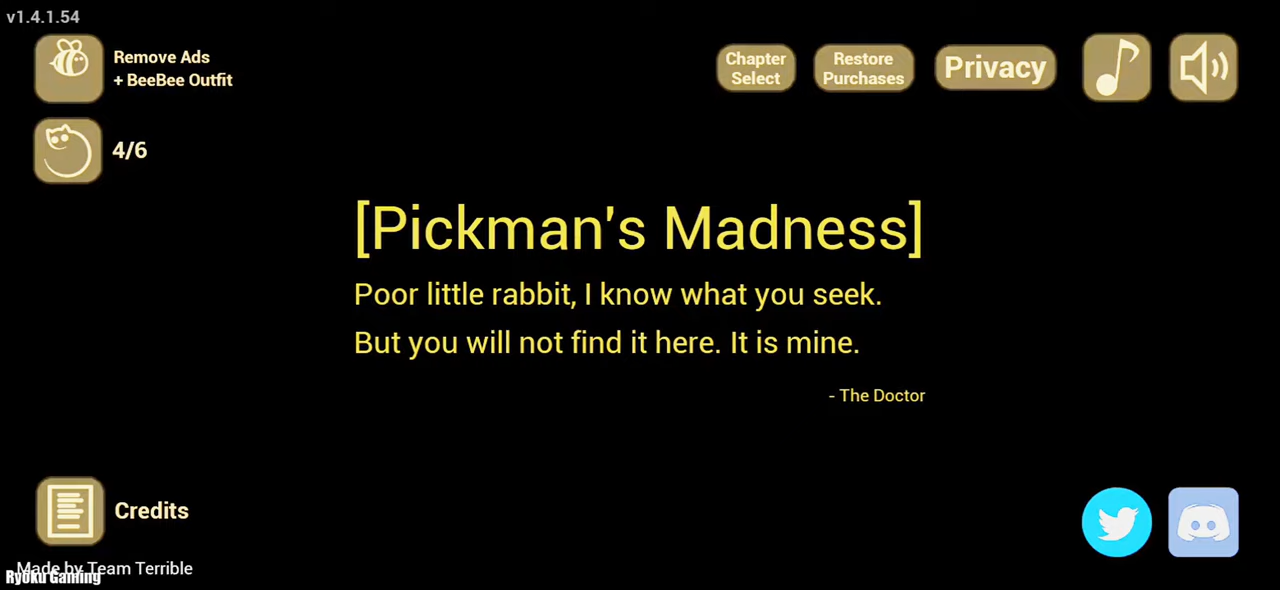 v1.4.1.54
Remove Ads
+ BeeBee Outfit
Chapter
Select
Restore
Purchases
Privacy
4/6
[Pickman's Madness]
Poor little rabbit, I know what you seek.
But you will not find it here. It is mine.
- The Doctor
Credits
Made by Team Terrible
Ryoku Gaming